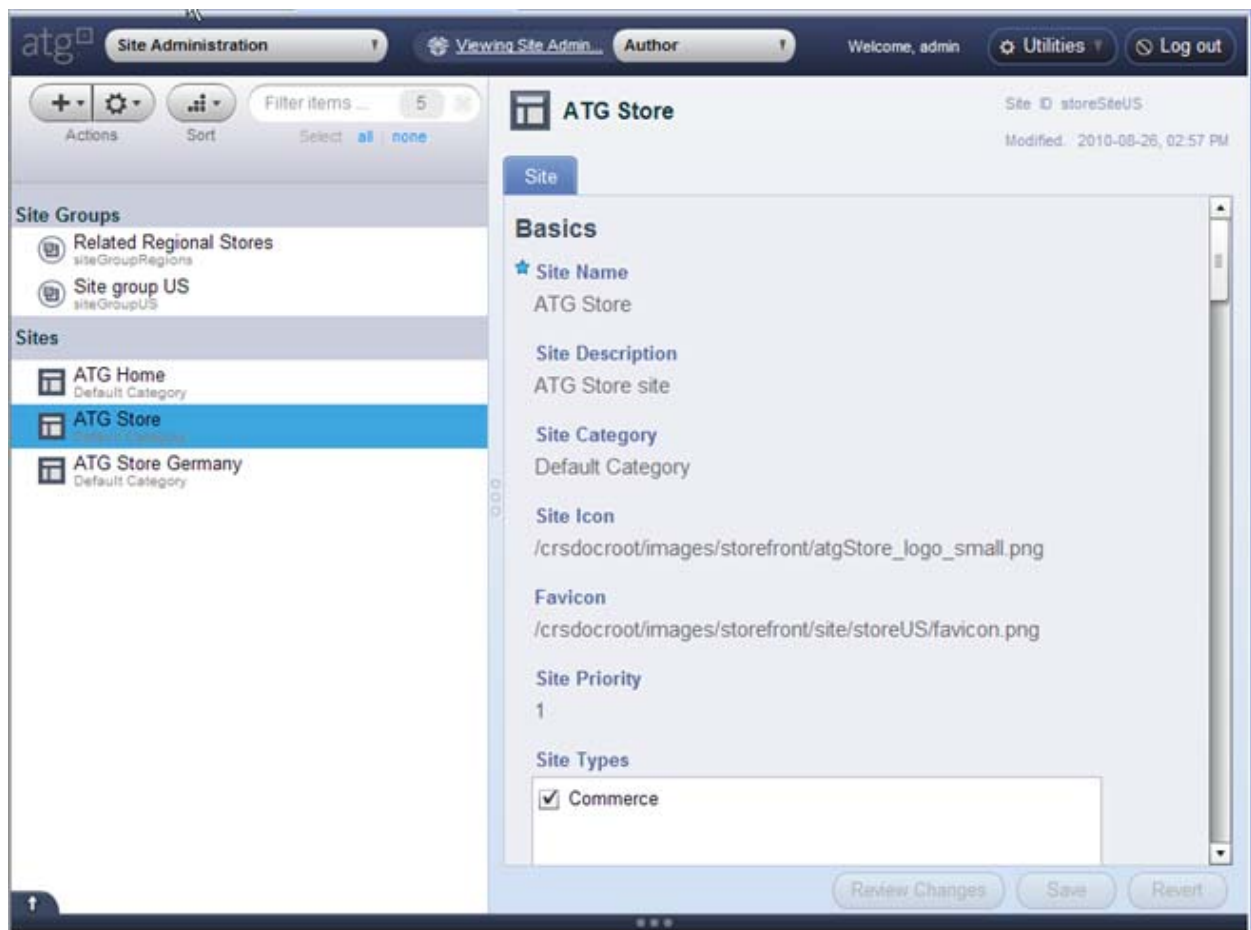 atg Site Administration Viewing Site Admin... Author Welcome, admin Utilities Log out
Filter items ... 5
Actions Sort Select all | none
Site Groups
Related Regional Stores
siteGroupRegions
Site group US
siteGroupUS
Sites
ATG Home
Default Category
ATG Store
Default Category
ATG Store Germany
Default Category
ATG Store
Site ID storeSiteUS
Modified. 2010-08-26, 02:57 PM
Site
Basics
Site Name
ATG Store
Site Description
ATG Store site
Site Category
Default Category
Site Icon
/crsdocroot/images/storefront/atgStore_logo_small.png
Favicon
/crsdocroot/images/storefront/site/storeUS/favicon.png
Site Priority
1
Site Types
Commerce
Review Changes Save Revert